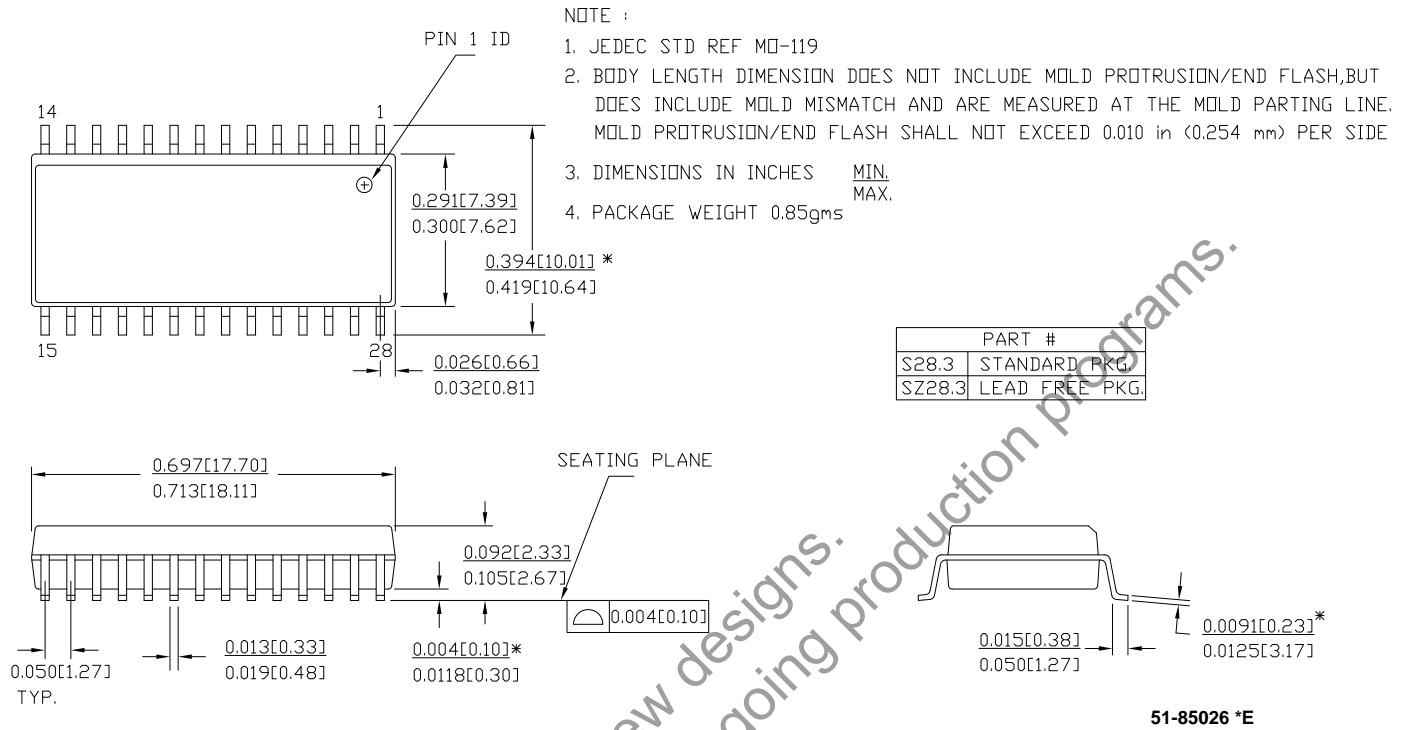 NOTE :
1. JEDEC STD REF MO-119
2. BODY LENGTH DIMENSION DOES NOT INCLUDE MOLD PROTRUSION/END FLASH,BUT
DOES INCLUDE MOLD MISMATCH AND ARE MEASURED AT THE MOLD PARTING LINE.
MOLD PROTRUSION/END FLASH SHALL NOT EXCEED 0.010 in (0.254 mm) PER SIDE
3. DIMENSIONS IN INCHES MIN.
MAX.
4. PACKAGE WEIGHT 0.85gms
PIN 1 ID
14 1
0.291[7.39]
0.300[7.62]
0.394[10.01] *
0.419[10.64]
15 28
0.026[0.66]
0.032[0.81]
PART #
S28.3 STANDARD PKG.
SZ28.3 LEAD FREE PKG.
0.697[17.70]
0.713[18.11]
SEATING PLANE
0.092[2.33]
0.105[2.67]
0.004[0.10]
0.050[1.27]
TYP.
0.013[0.33]
0.019[0.48]
0.004[0.10]*
0.0118[0.30]
0.015[0.38]
0.050[1.27]
0.0091[0.23]*
0.0125[3.17]
51-85026 *E
ew designs.
going production programs.